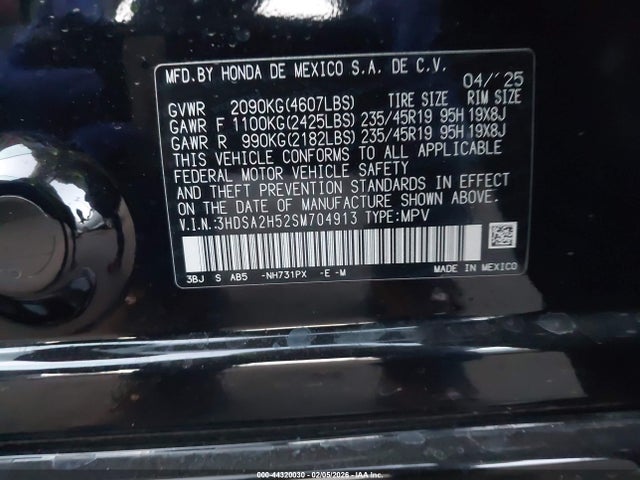 MFD. BY HONDA DE MEXICO S.A. DE C.V. 04/'25
GVWR 2090KG(4607LBS) TIRE SIZE RIM SIZE
GAWR F 1100KG(2425LBS) 235/45R19 95H 19X8J
GAWR R 990KG(2182LBS) 235/45R19 95H 19X8J
THIS VEHICLE CONFORMS TO ALL APPLICABLE
FEDERAL MOTOR VEHICLE SAFETY
AND THEFT PREVENTION STANDARDS IN EFFECT
ON THE DATE OF MANUFACTURE SHOWN ABOVE.
V.I.N.:3HDSA2H52SM704913 TYPE:MPV
3BJ S AB5 -NH731PX -E -M MADE IN MEXICO
000-44320030 - 02/05/2026 - IAA Inc.